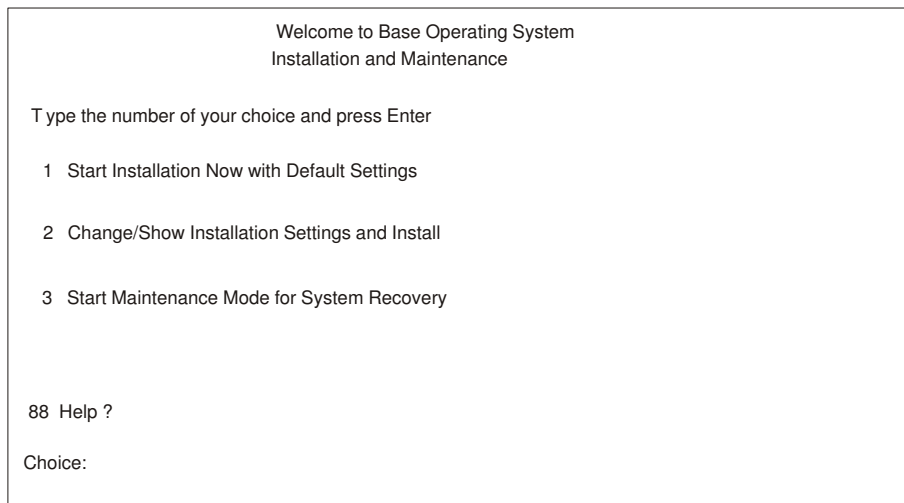 Welcome to Base Operating System
Installation and Maintenance
Type the number of your choice and press Enter
1 Start Installation Now with Default Settings
2 Change/Show Installation Settings and Install
3 Start Maintenance Mode for System Recovery
88 Help ?
Choice: